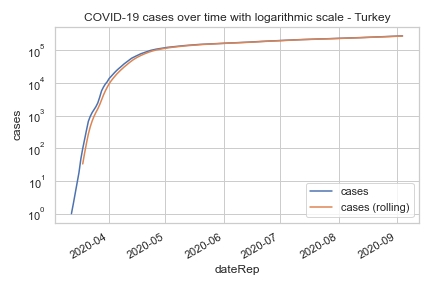 COVID-19 cases over time with logarithmic scale - Turkey
cases
10⁵
10⁴
10³
10²
10¹
10⁰
cases
cases (rolling)
2020-04
2020-05
2020-06
2020-07
2020-08
2020-09
dateRep